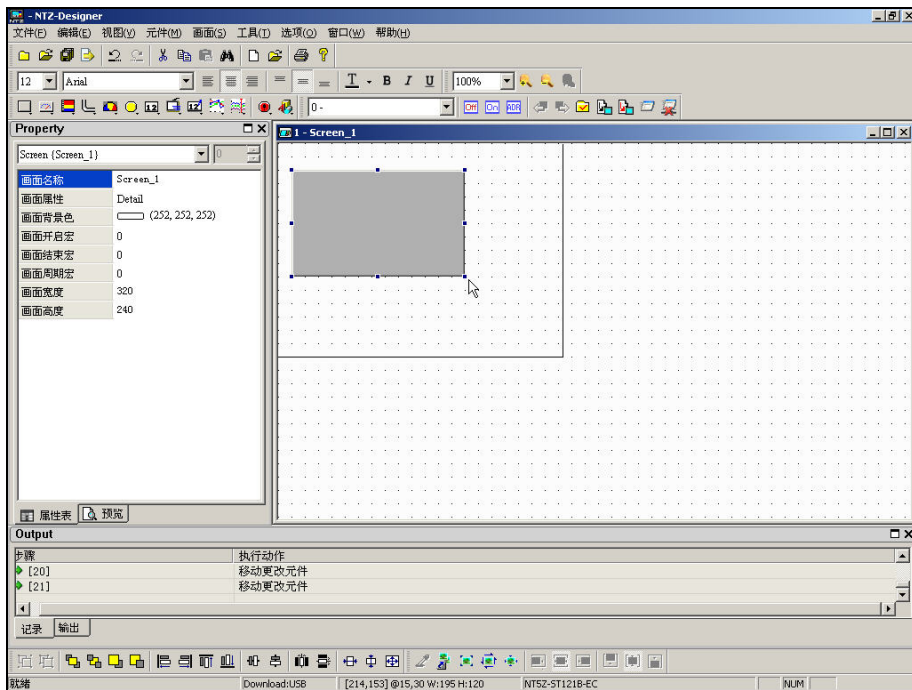 - NTZ-Designer
文件(F) 编辑(E) 视图(V) 元件(M) 画面(S) 工具(T) 选项(O) 窗口(W) 帮助(H)
12 Arial T B I U 100%
0 - Off On ADR
Property
1 - Screen_1
Screen {Screen_1} 0
画面名称 Screen_1
画面属性 Detail
画面背景色 (252, 252, 252)
画面开启宏 0
画面结束宏 0
画面周期宏 0
画面宽度 320
画面高度 240
属性表 预览
Output
步骤 执行动作
[20] 移动更改元件
[21] 移动更改元件
记录 输出
就绪 Download:USB [214,153] @15,30 W:195 H:120 NT5Z-ST121B-EC NUM